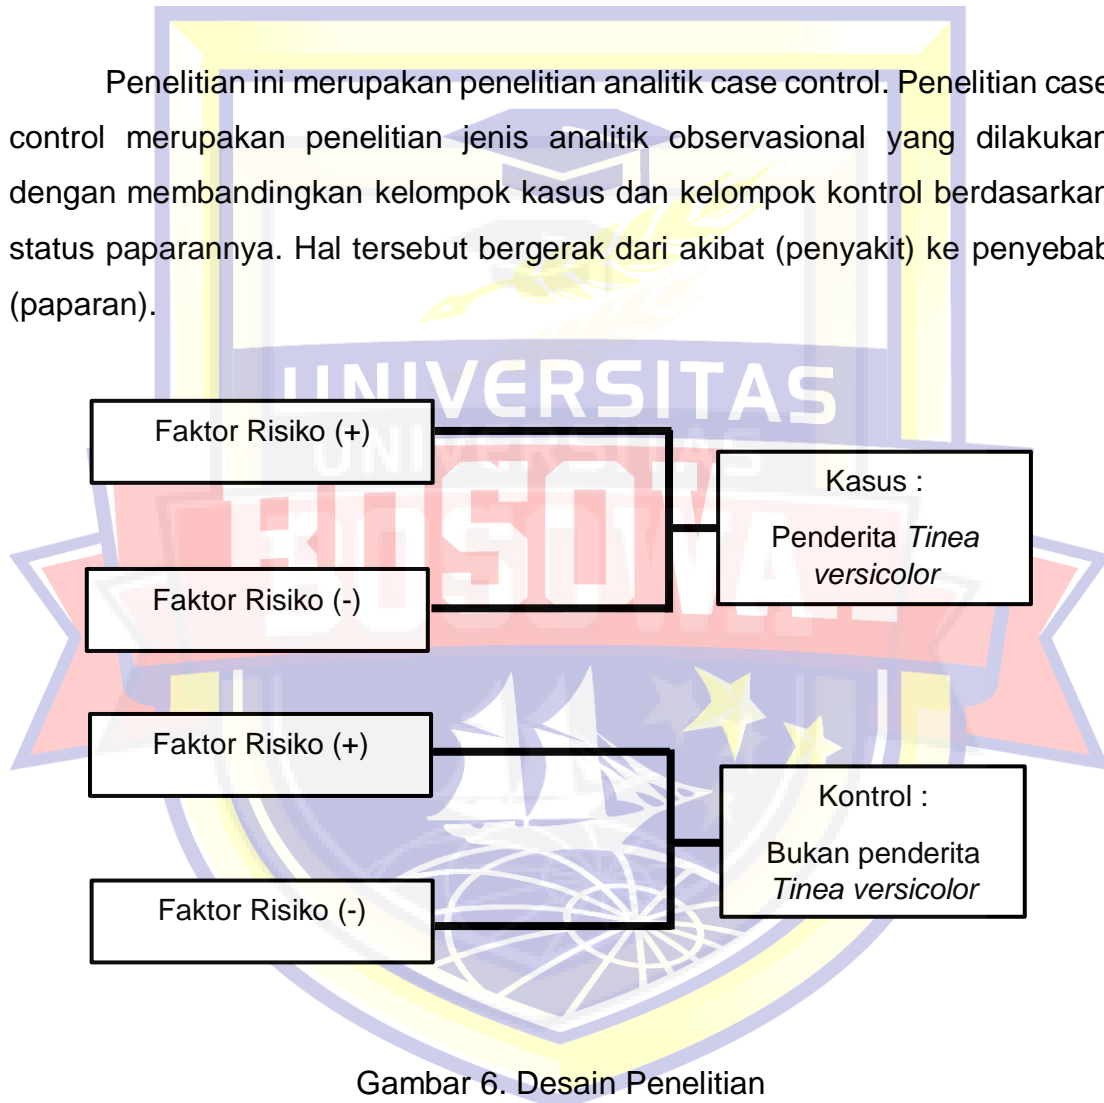 Penelitian ini merupakan penelitian analitik case control. Penelitian case
control merupakan penelitian jenis analitik observasional yang dilakukan
dengan membandingkan kelompok kasus dan kelompok kontrol berdasarkan
status paparannya. Hal tersebut bergerak dari akibat (penyakit) ke penyebab
(paparan).
UNIVERSITAS
UNIVERSITAS
BOSOWA
Faktor Risiko (+)
Faktor Risiko (-)
Kasus :
Penderita Tinea
versicolor
Faktor Risiko (+)
Faktor Risiko (-)
Kontrol :
Bukan penderita
Tinea versicolor
Gambar 6. Desain Penelitian